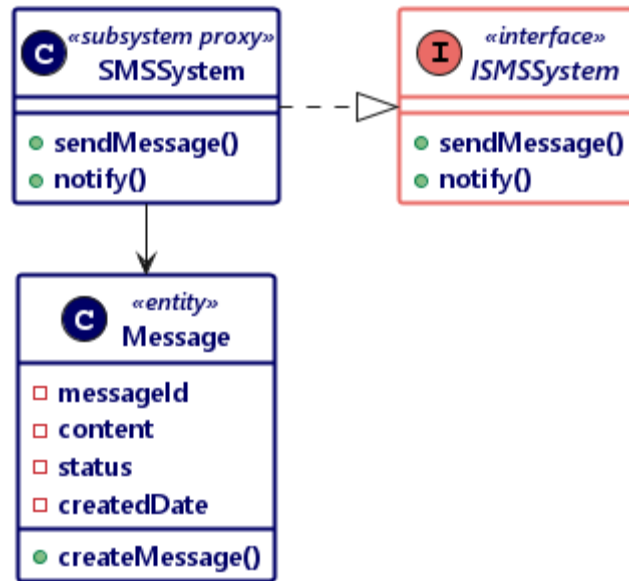 C «subsystem proxy»
SMSSystem
sendMessage()
notify()
I «interface»
ISMSSystem
sendMessage()
notify()
C «entity»
Message
messageId
content
status
createdDate
createMessage()